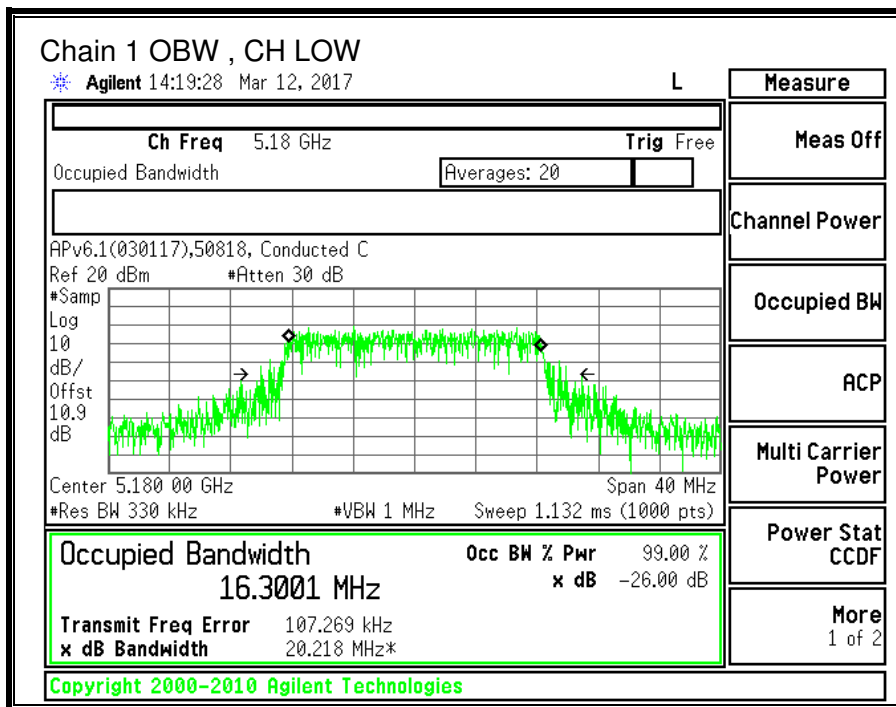 Chain 1 OBW , CH LOW
Agilent 14:19:28 Mar 12, 2017 L Measure
Ch Freq 5.18 GHz Trig Free
Meas Off
Occupied Bandwidth Averages: 20
Channel Power
APv6.1(030117),50818, Conducted C
Ref 20 dBm #Atten 30 dB
#Samp
Log
10
dB/
Offst
10.9
dB
Occupied BW
ACP
Multi Carrier
Power
Center 5.180 00 GHz Span 40 MHz
#Res BW 330 kHz #VBW 1 MHz Sweep 1.132 ms (1000 pts)
Power Stat
CCDF
Occupied Bandwidth Occ BW % Pwr 99.00 %
16.3001 MHz x dB -26.00 dB
Transmit Freq Error 107.269 kHz
x dB Bandwidth 20.218 MHz*
More
1 of 2
Copyright 2000-2010 Agilent Technologies